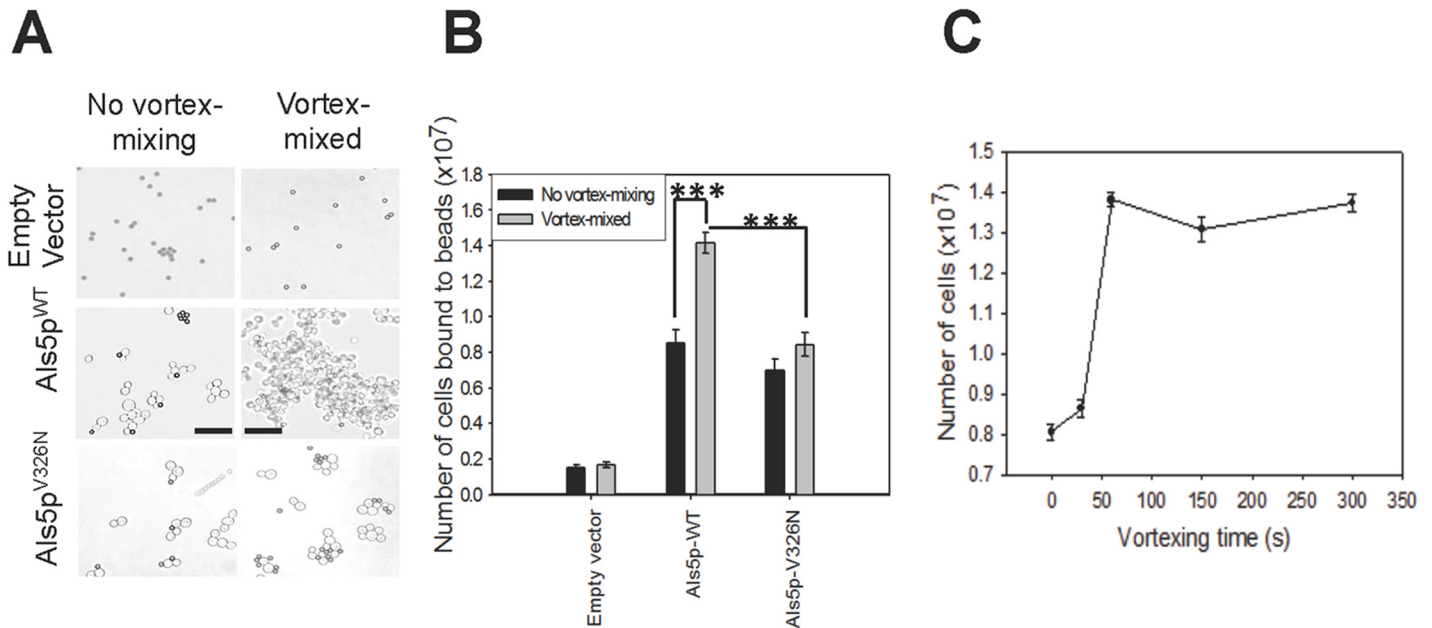 A
No vortex-
mixing
Vortex-
mixed
Empty
Vector
Als5pWT
Als5pV326N
B
Number of cells bound to beads (x107)
1.8
1.6
1.4
1.2
1.0
0.8
0.6
0.4
0.2
0.0
No vortex-mixing
Vortex-mixed
***
***
Empty vector
Als5p-WT
Als5p-V326N
C
Number of cells (x107)
1.5
1.4
1.3
1.2
1.1
1.0
0.9
0.8
0.7
0 50 100 150 200 250 300 350
Vortexing time (s)